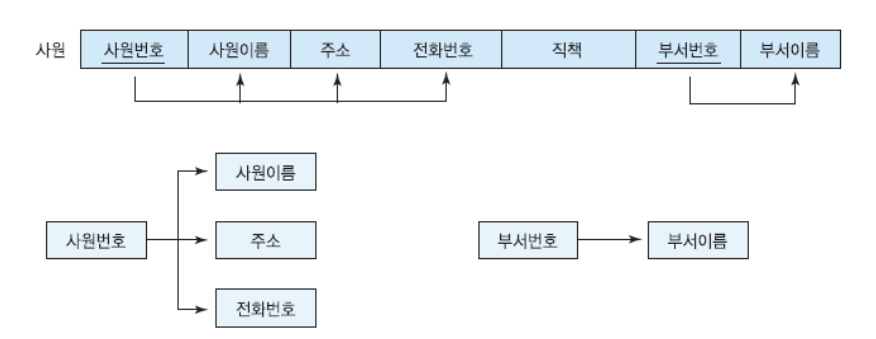 사원 사원번호 사원이름 주소 전화번호 직책 부서번호 부서이름
사원이름
사원번호 주소 부서번호 부서이름
전화번호